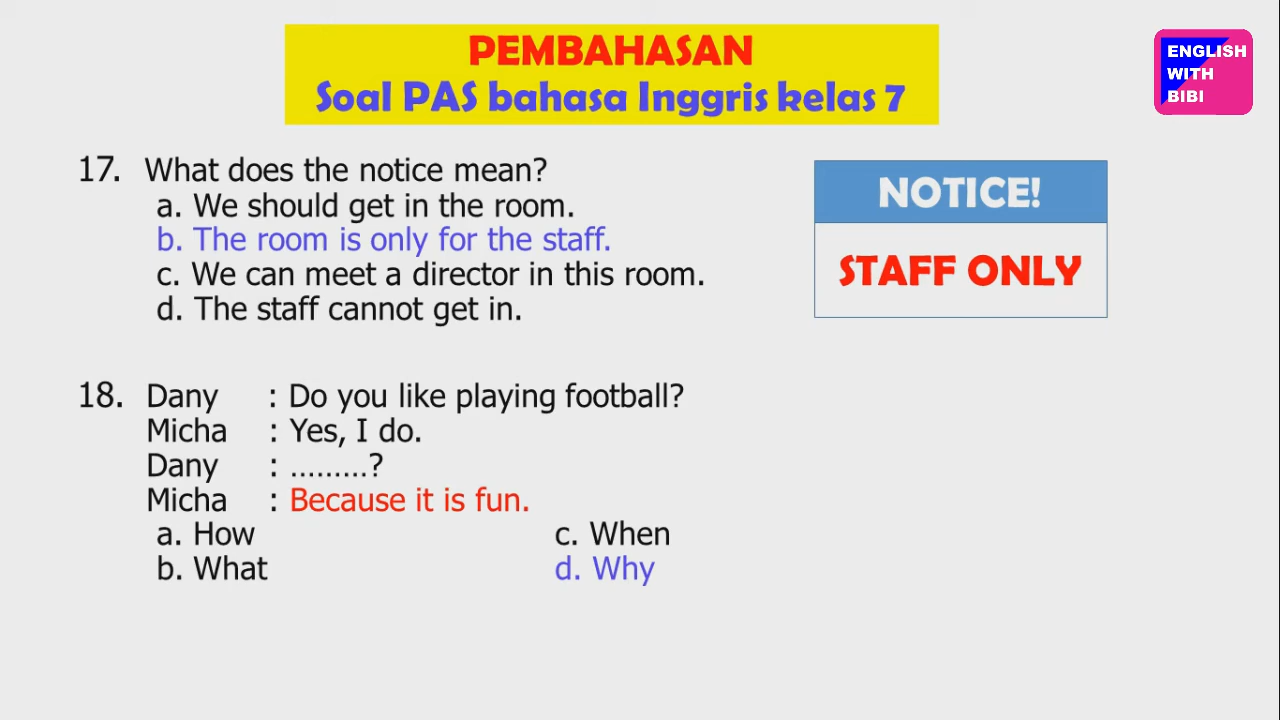 PEMBAHASAN
Soal PAS bahasa Inggris kelas 7
ENGLISH
WITH
BIBI
17. What does the notice mean?
a. We should get in the room.
b. The room is only for the staff.
c. We can meet a director in this room.
d. The staff cannot get in.
NOTICE!
STAFF ONLY
18. Dany : Do you like playing football?
Micha : Yes, I do.
Dany : .........?
Micha : Because it is fun.
a. How c. When
b. What d. Why